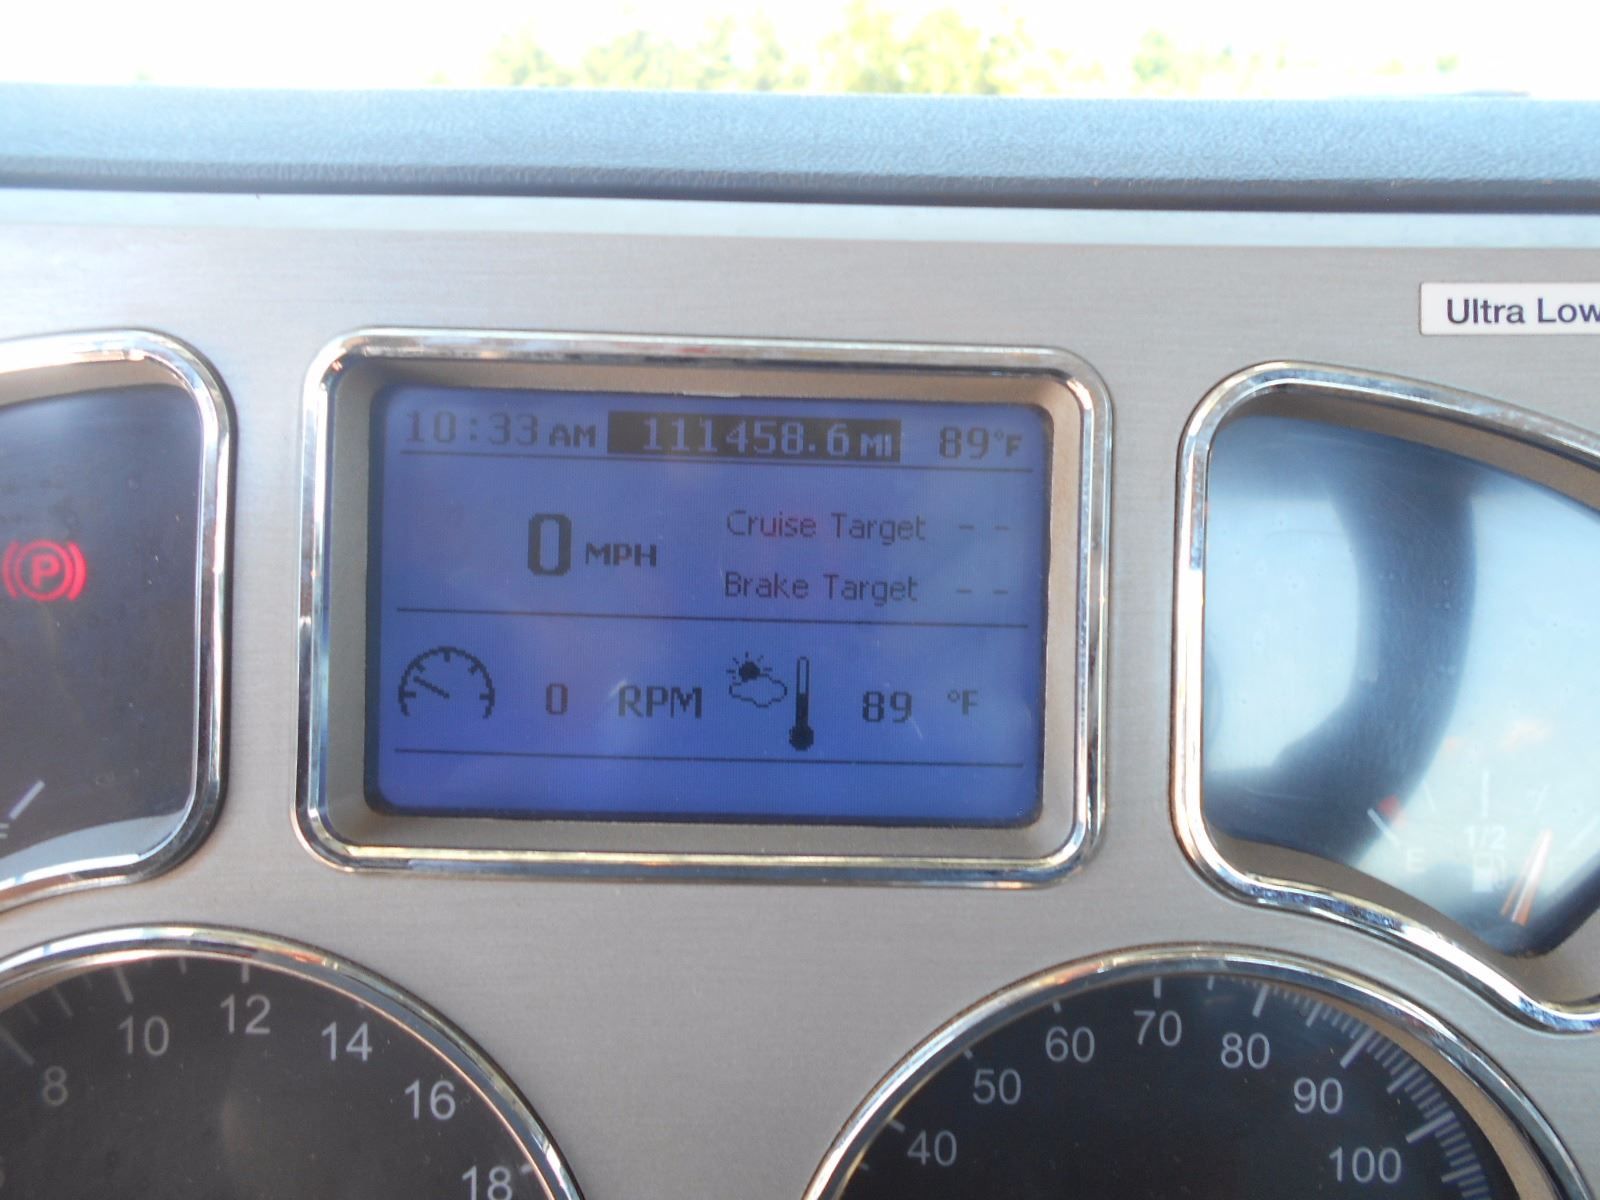 Ultra Low
10:33 AM 111458.6 MI 89°F
0 MPH
Cruise Target - -
Brake Target - -
P
0 RPM 89 °F
E 1/2
8 10 12 14 16 18
40 50 60 70 80 90 100